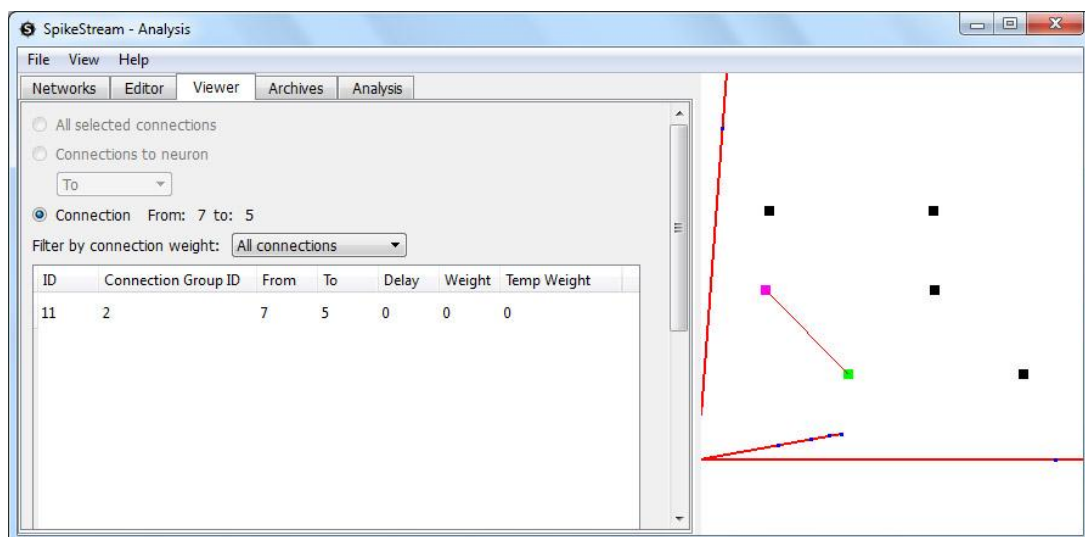 SpikeStream - Analysis
File View Help
Networks Editor Viewer Archives Analysis
All selected connections
Connections to neuron
To
Connection From: 7 to: 5
Filter by connection weight: All connections
ID Connection Group ID From To Delay Weight Temp Weight
11 2 7 5 0 0 0